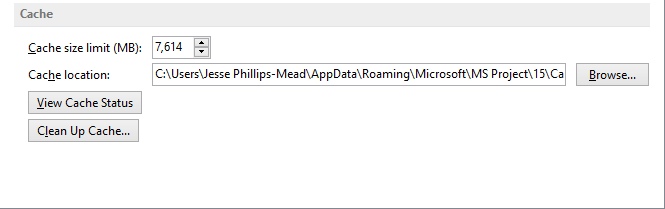 Cache
Cache size limit (MB): 7,614
Cache location: C:\Users\Jesse Phillips-Mead\AppData\Roaming\Microsoft\MS Project\15\Ca Browse...
View Cache Status
Clean Up Cache...